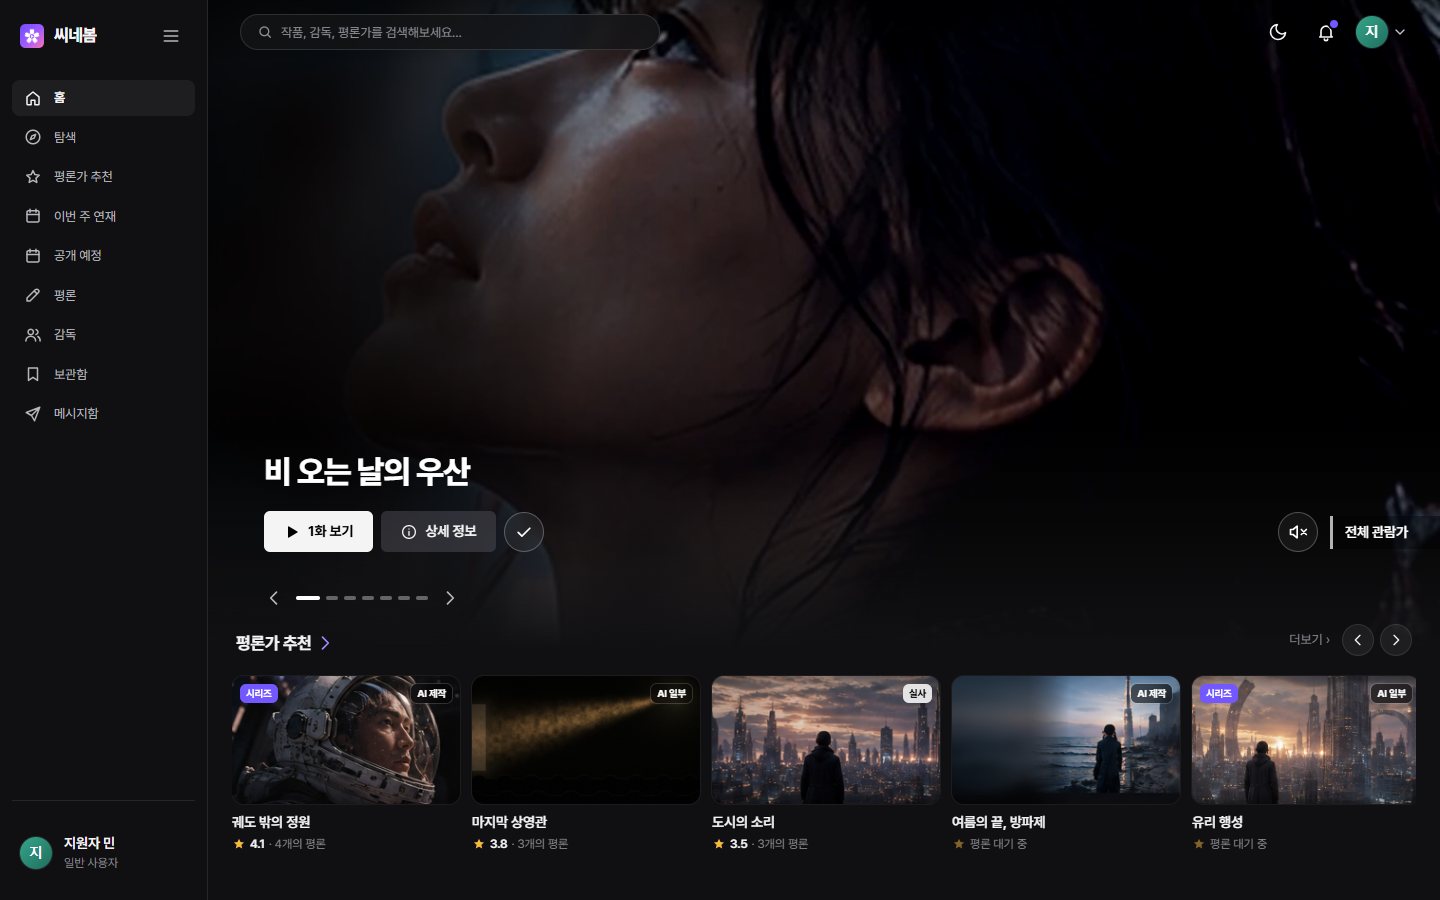 씨네봄
작품, 감독, 평론가를 검색해보세요...
지
홈
탐색
평론가 추천
이번 주 연재
공개 예정
평론
감독
보관함
메시지함
비 오는 날의 우산
1화 보기
상세 정보
전체 관람가
평론가 추천
더보기 ›
시리즈
AI 제작
AI 일부
실사
AI 제작
시리즈
AI 일부
궤도 밖의 정원
마지막 상영관
도시의 소리
여름의 끝, 방파제
유리 행성
4.1 · 4개의 평론
3.8 · 3개의 평론
3.5 · 3개의 평론
평론 대기 중
평론 대기 중
지
지원자 민
일반 사용자